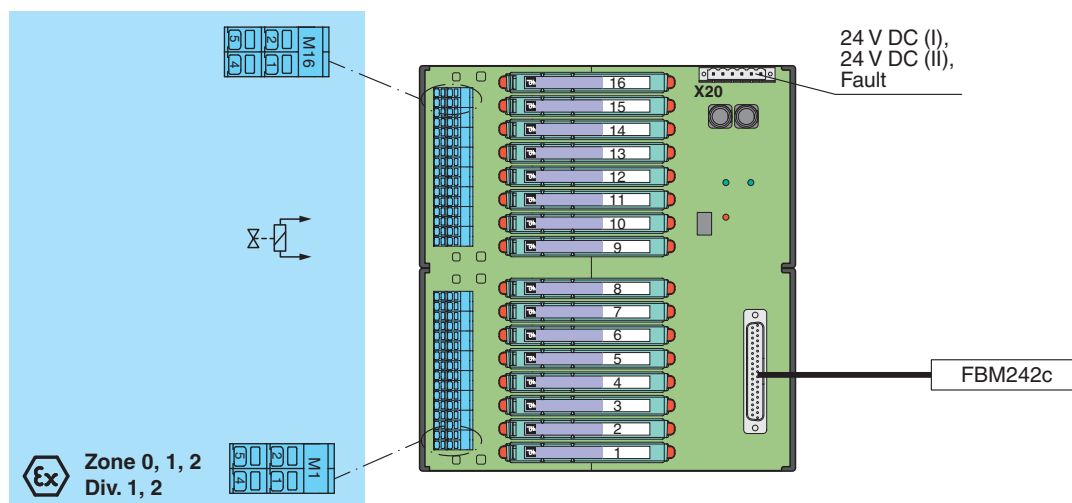 5 2 M16
4 1
24 V DC (I),
24 V DC (II),
Fault
X20
16
15
14
13
12
11
10
9
8
7
6
5
4
3
2
1
FBM242c
5 2 M1
4 1
Ex
Zone 0, 1, 2
Div. 1, 2